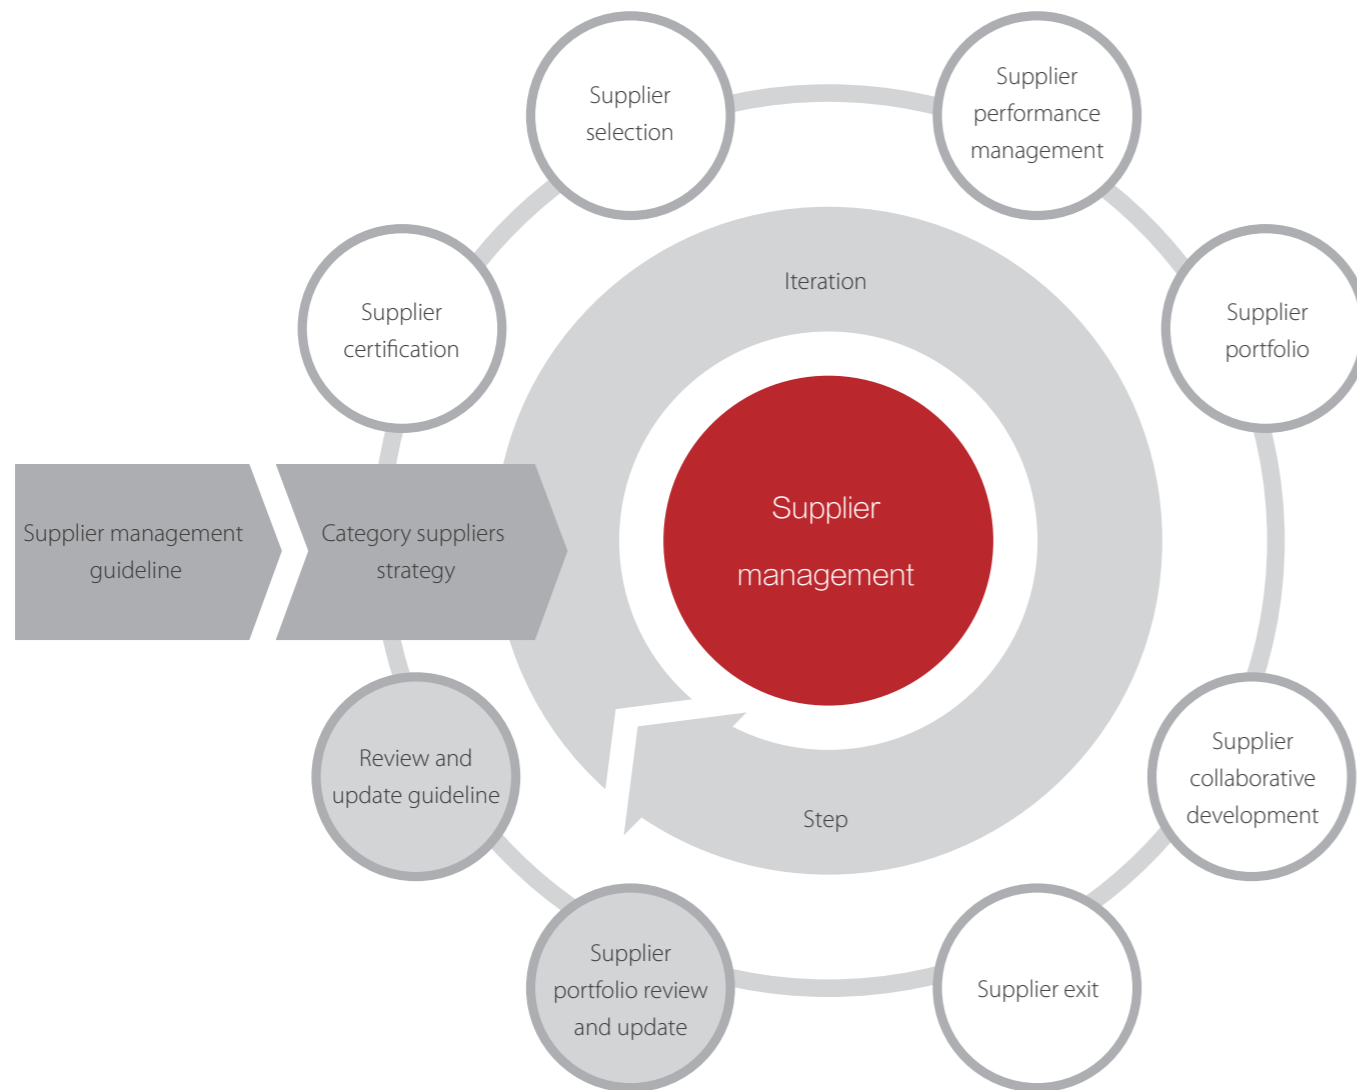 Supplier
selection
Supplier
performance
management
Supplier
certification
Iteration
Supplier
portfolio
Supplier management
guideline
Category suppliers
strategy
Supplier
management
Review and
update guideline
Step
Supplier
collaborative
development
Supplier
portfolio review
and update
Supplier exit